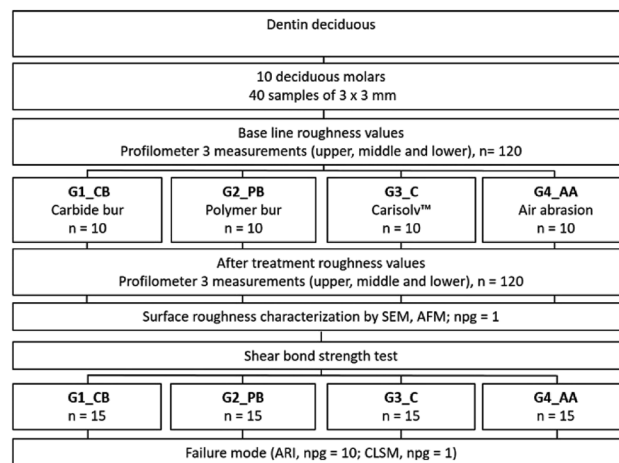 Dentin deciduous
10 deciduous molars
40 samples of 3 x 3 mm
Base line roughness values
Profilometer 3 measurements (upper, middle and lower), n= 120
G1_CB
Carbide bur
n = 10
G2_PB
Polymer bur
n = 10
G3_C
Carisolv™
n = 10
G4_AA
Air abrasion
n = 10
After treatment roughness values
Profilometer 3 measurements (upper, middle and lower), n = 120
Surface roughness characterization by SEM, AFM; npg = 1
Shear bond strength test
G1_CB
n = 15
G2_PB
n = 15
G3_C
n = 15
G4_AA
n = 15
Failure mode (ARI, npg = 10; CLSM, npg = 1)